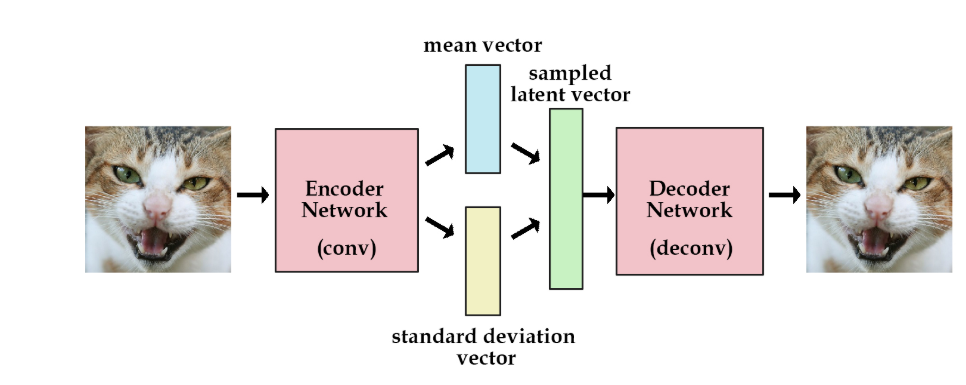 mean vector
sampled
latent vector
Encoder
Network
(conv)
Decoder
Network
(deconv)
standard deviation
vector